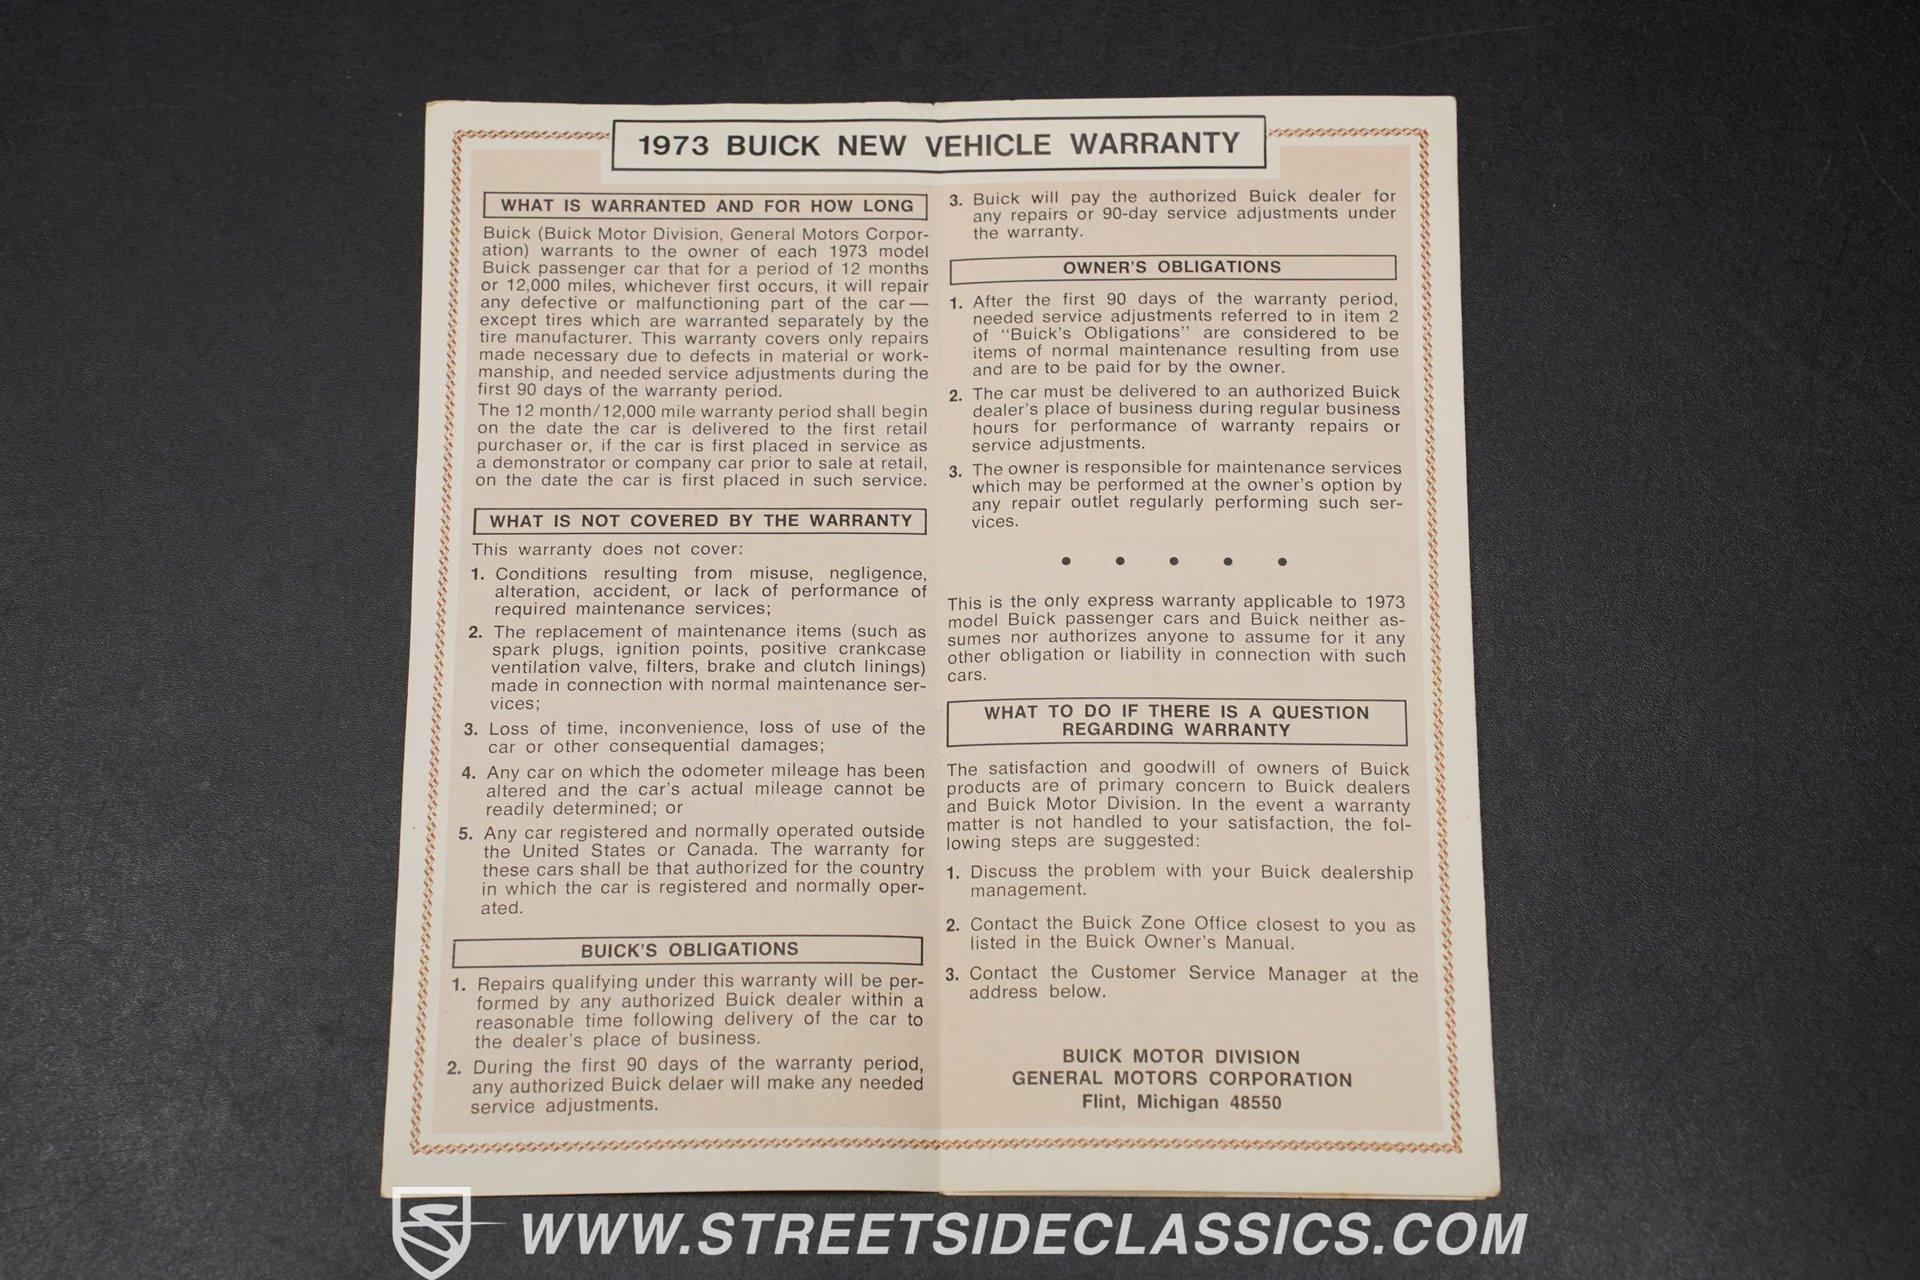 1973 BUICK NEW VEHICLE WARRANTY
WHAT IS WARRANTED AND FOR HOW LONG
Buick (Buick Motor Division, General Motors Corpor-
ation) warrants to the owner of each 1973 model
Buick passenger car that for a period of 12 months
or 12,000 miles, whichever first occurs, it will repair
any defective or malfunctioning part of the car—
except tires which are warranted separately by the
tire manufacturer. This warranty covers only repairs
made necessary due to defects in material or work-
manship, and needed service adjustments during the
first 90 days of the warranty period.
The 12 month/12,000 mile warranty period shall begin
on the date the car is delivered to the first retail
purchaser or, if the car is first placed in service as
a demonstrator or company car prior to sale at retail,
on the date the car is first placed in such service.
WHAT IS NOT COVERED BY THE WARRANTY
This warranty does not cover:
1. Conditions resulting from misuse, negligence,
alteration, accident, or lack of performance of
required maintenance services;
2. The replacement of maintenance items (such as
spark plugs, ignition points, positive crankcase
ventilation valve, filters, brake and clutch linings)
made in connection with normal maintenance ser-
vices;
3. Loss of time, inconvenience, loss of use of the
car or other consequential damages;
4. Any car on which the odometer mileage has been
altered and the car's actual mileage cannot be
readily determined; or
5. Any car registered and normally operated outside
the United States or Canada. The warranty for
these cars shall be that authorized for the country
in which the car is registered and normally oper-
ated.
BUICK'S OBLIGATIONS
1. Repairs qualifying under this warranty will be per-
formed by any authorized Buick dealer within a
reasonable time following delivery of the car to
the dealer's place of business.
2. During the first 90 days of the warranty period,
any authorized Buick delaer will make any needed
service adjustments.
3. Buick will pay the authorized Buick dealer for
any repairs or 90-day service adjustments under
the warranty.
OWNER'S OBLIGATIONS
1. After the first 90 days of the warranty period,
needed service adjustments referred to in item 2
of "Buick's Obligations" are considered to be
items of normal maintenance resulting from use
and are to be paid for by the owner.
2. The car must be delivered to an authorized Buick
dealer's place of business during regular business
hours for performance of warranty repairs or
service adjustments.
3. The owner is responsible for maintenance services
which may be performed at the owner's option by
any repair outlet regularly performing such ser-
vices.
• • • • •
This is the only express warranty applicable to 1973
model Buick passenger cars and Buick neither as-
sumes nor authorizes anyone to assume for it any
other obligation or liability in connection with such
cars.
WHAT TO DO IF THERE IS A QUESTION
REGARDING WARRANTY
The satisfaction and goodwill of owners of Buick
products are of primary concern to Buick dealers
and Buick Motor Division. In the event a warranty
matter is not handled to your satisfaction, the fol-
lowing steps are suggested:
1. Discuss the problem with your Buick dealership
management.
2. Contact the Buick Zone Office closest to you as
listed in the Buick Owner's Manual.
3. Contact the Customer Service Manager at the
address below.
BUICK MOTOR DIVISION
GENERAL MOTORS CORPORATION
Flint, Michigan 48550
WWW.STREETSIDECLASSICS.COM